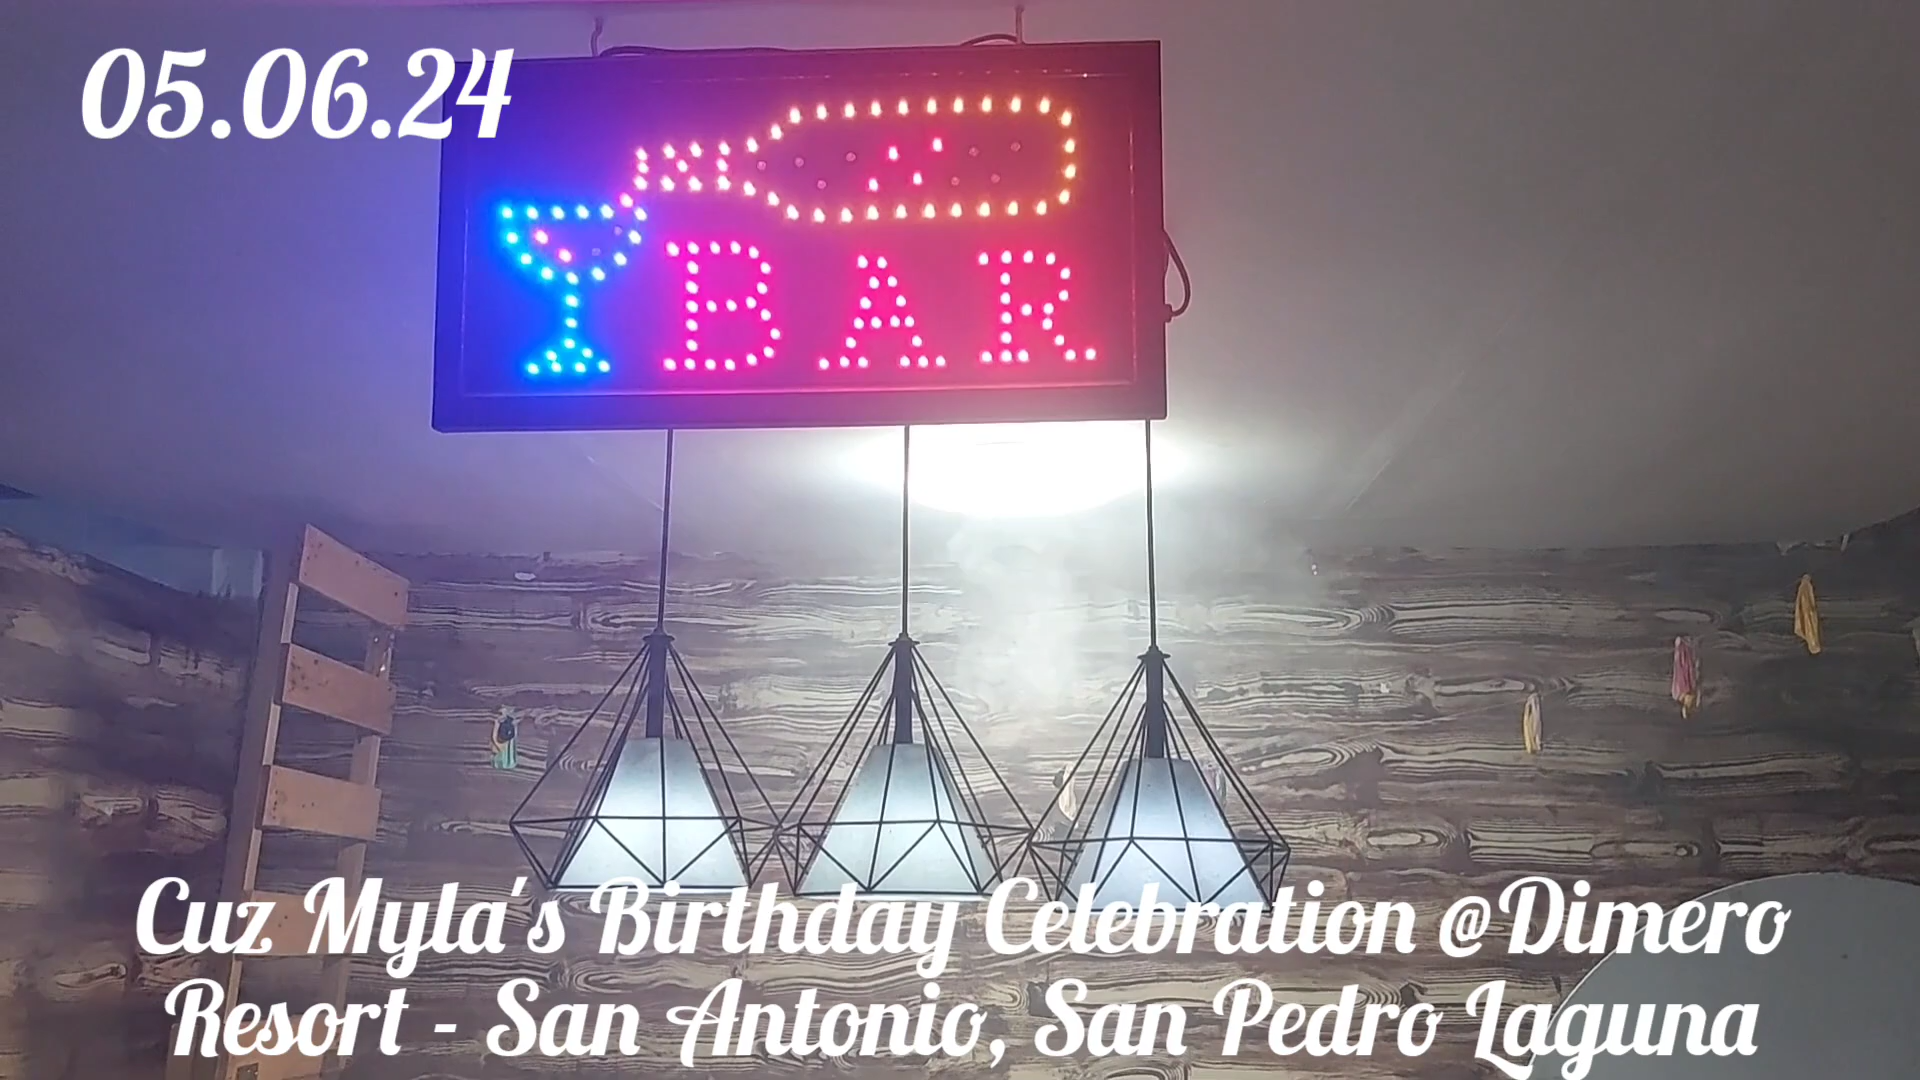 05.06.24
BAR
Cuz Myla's Birthday Celebration @Dimero
Resort - San Antonio, San Pedro Laguna